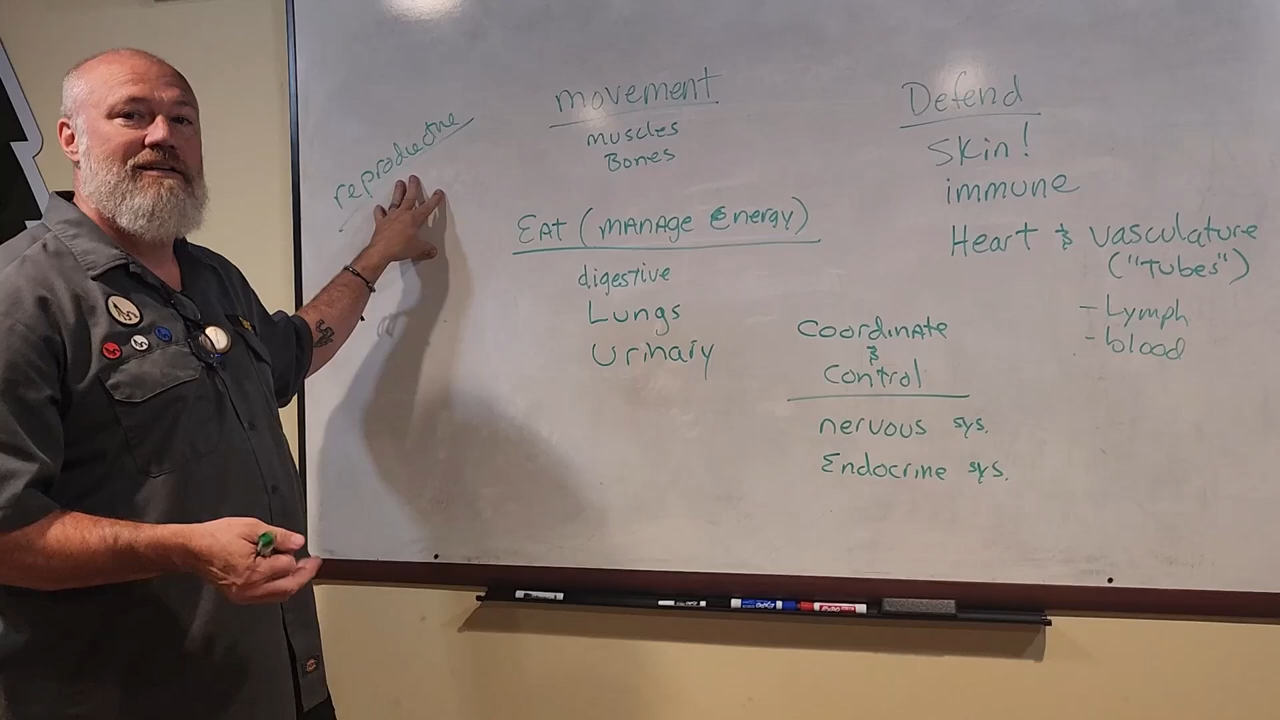 reproductive
movement
muscles
Bones
EAT (MANAge Energy)
digestive
Lungs
Urinary
Coordinate
&
Control
nervous sys.
Endocrine sys.
Defend
Skin!
immune
Heart & vasculature
("Tubes")
- Lymph
- blood